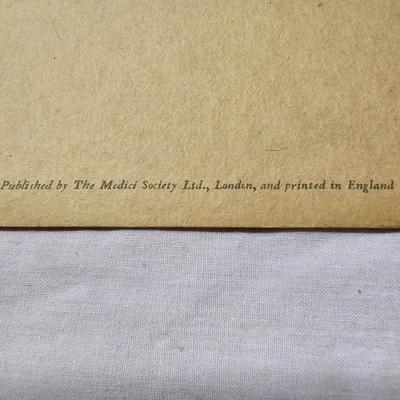 Published by The Medici Society Ltd., London, and printed in England